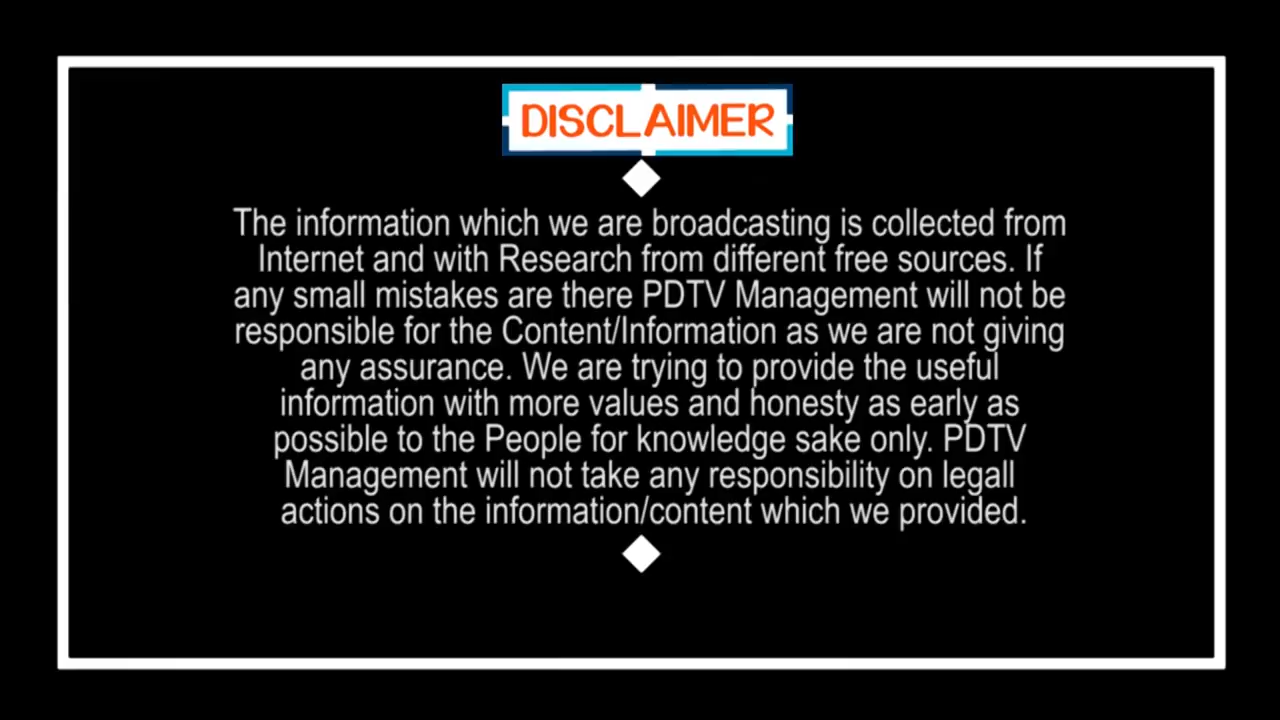 DISCLAIMER
The information which we are broadcasting is collected from
Internet and with Research from different free sources. If
any small mistakes are there PDTV Management will not be
responsible for the Content/Information as we are not giving
any assurance. We are trying to provide the useful
information with more values and honesty as early as
possible to the People for knowledge sake only. PDTV
Management will not take any responsibility on legall
actions on the information/content which we provided.